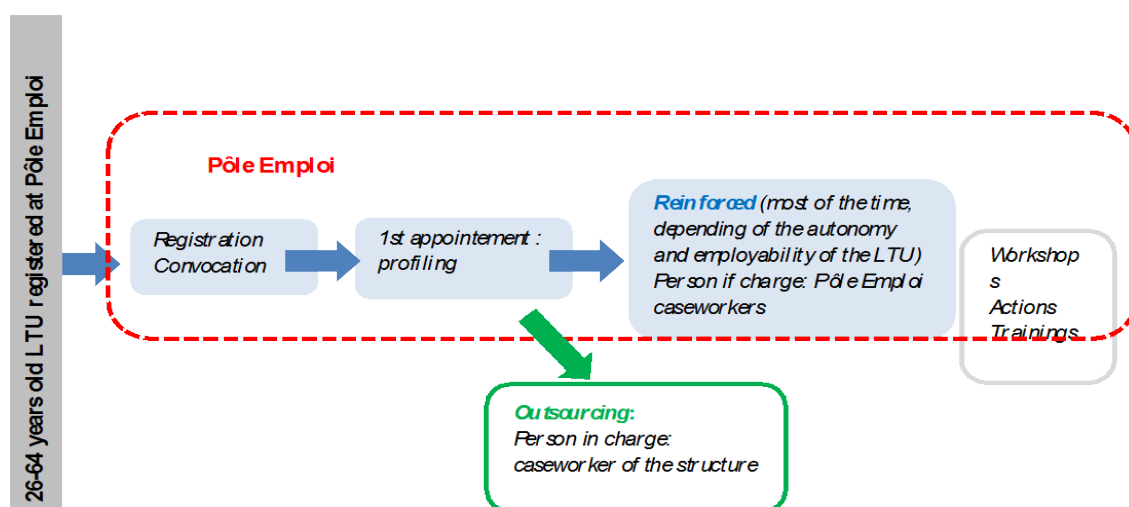 26-64 years old LTU registered at Pôle Emploi
Pôle Emploi
Registration
Convocation
1st appointement :
profiling
Reinforced (most of the time,
depending of the autonomy
and employability of the LTU)
Person if charge: Pôle Emploi
caseworkers
Workshop
s
Actions
Trainings
Outsourcing:
Person in charge:
caseworker of the structure